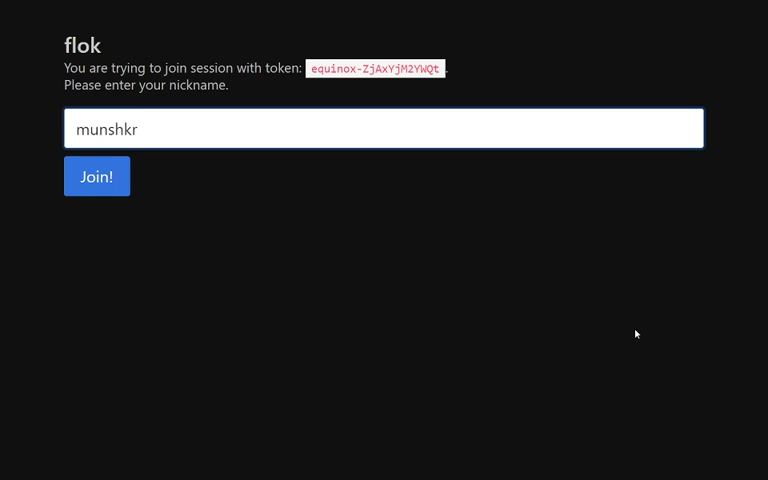 flok
You are trying to join session with token: equinox-ZjAxYjM2YWQt.
Please enter your nickname.
munshkr
Join!